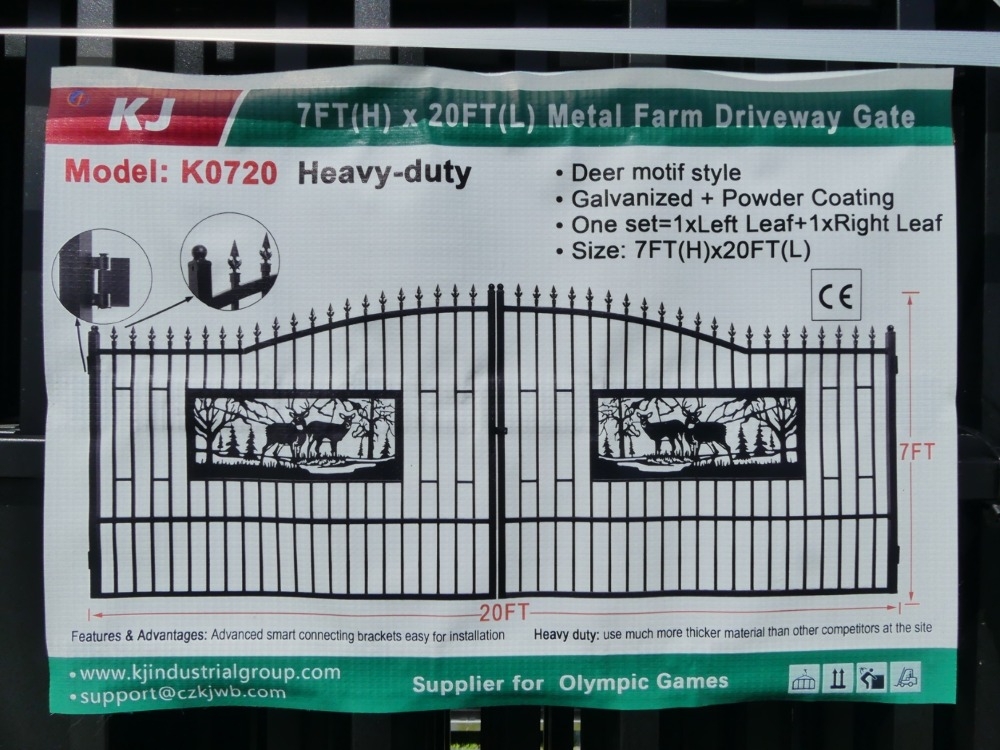 KJ
7FT(H) x 20FT(L) Metal Farm Driveway Gate
Model: K0720 Heavy-duty
• Deer motif style
• Galvanized + Powder Coating
• One set=1xLeft Leaf+1xRight Leaf
• Size: 7FT(H)x20FT(L)
CE
7FT
20FT
Features & Advantages: Advanced smart connecting brackets easy for installation
Heavy duty: use much more thicker material than other competitors at the site
• www.kjindustrialgroup.com
• support@czkjwb.com
Supplier for Olympic Games